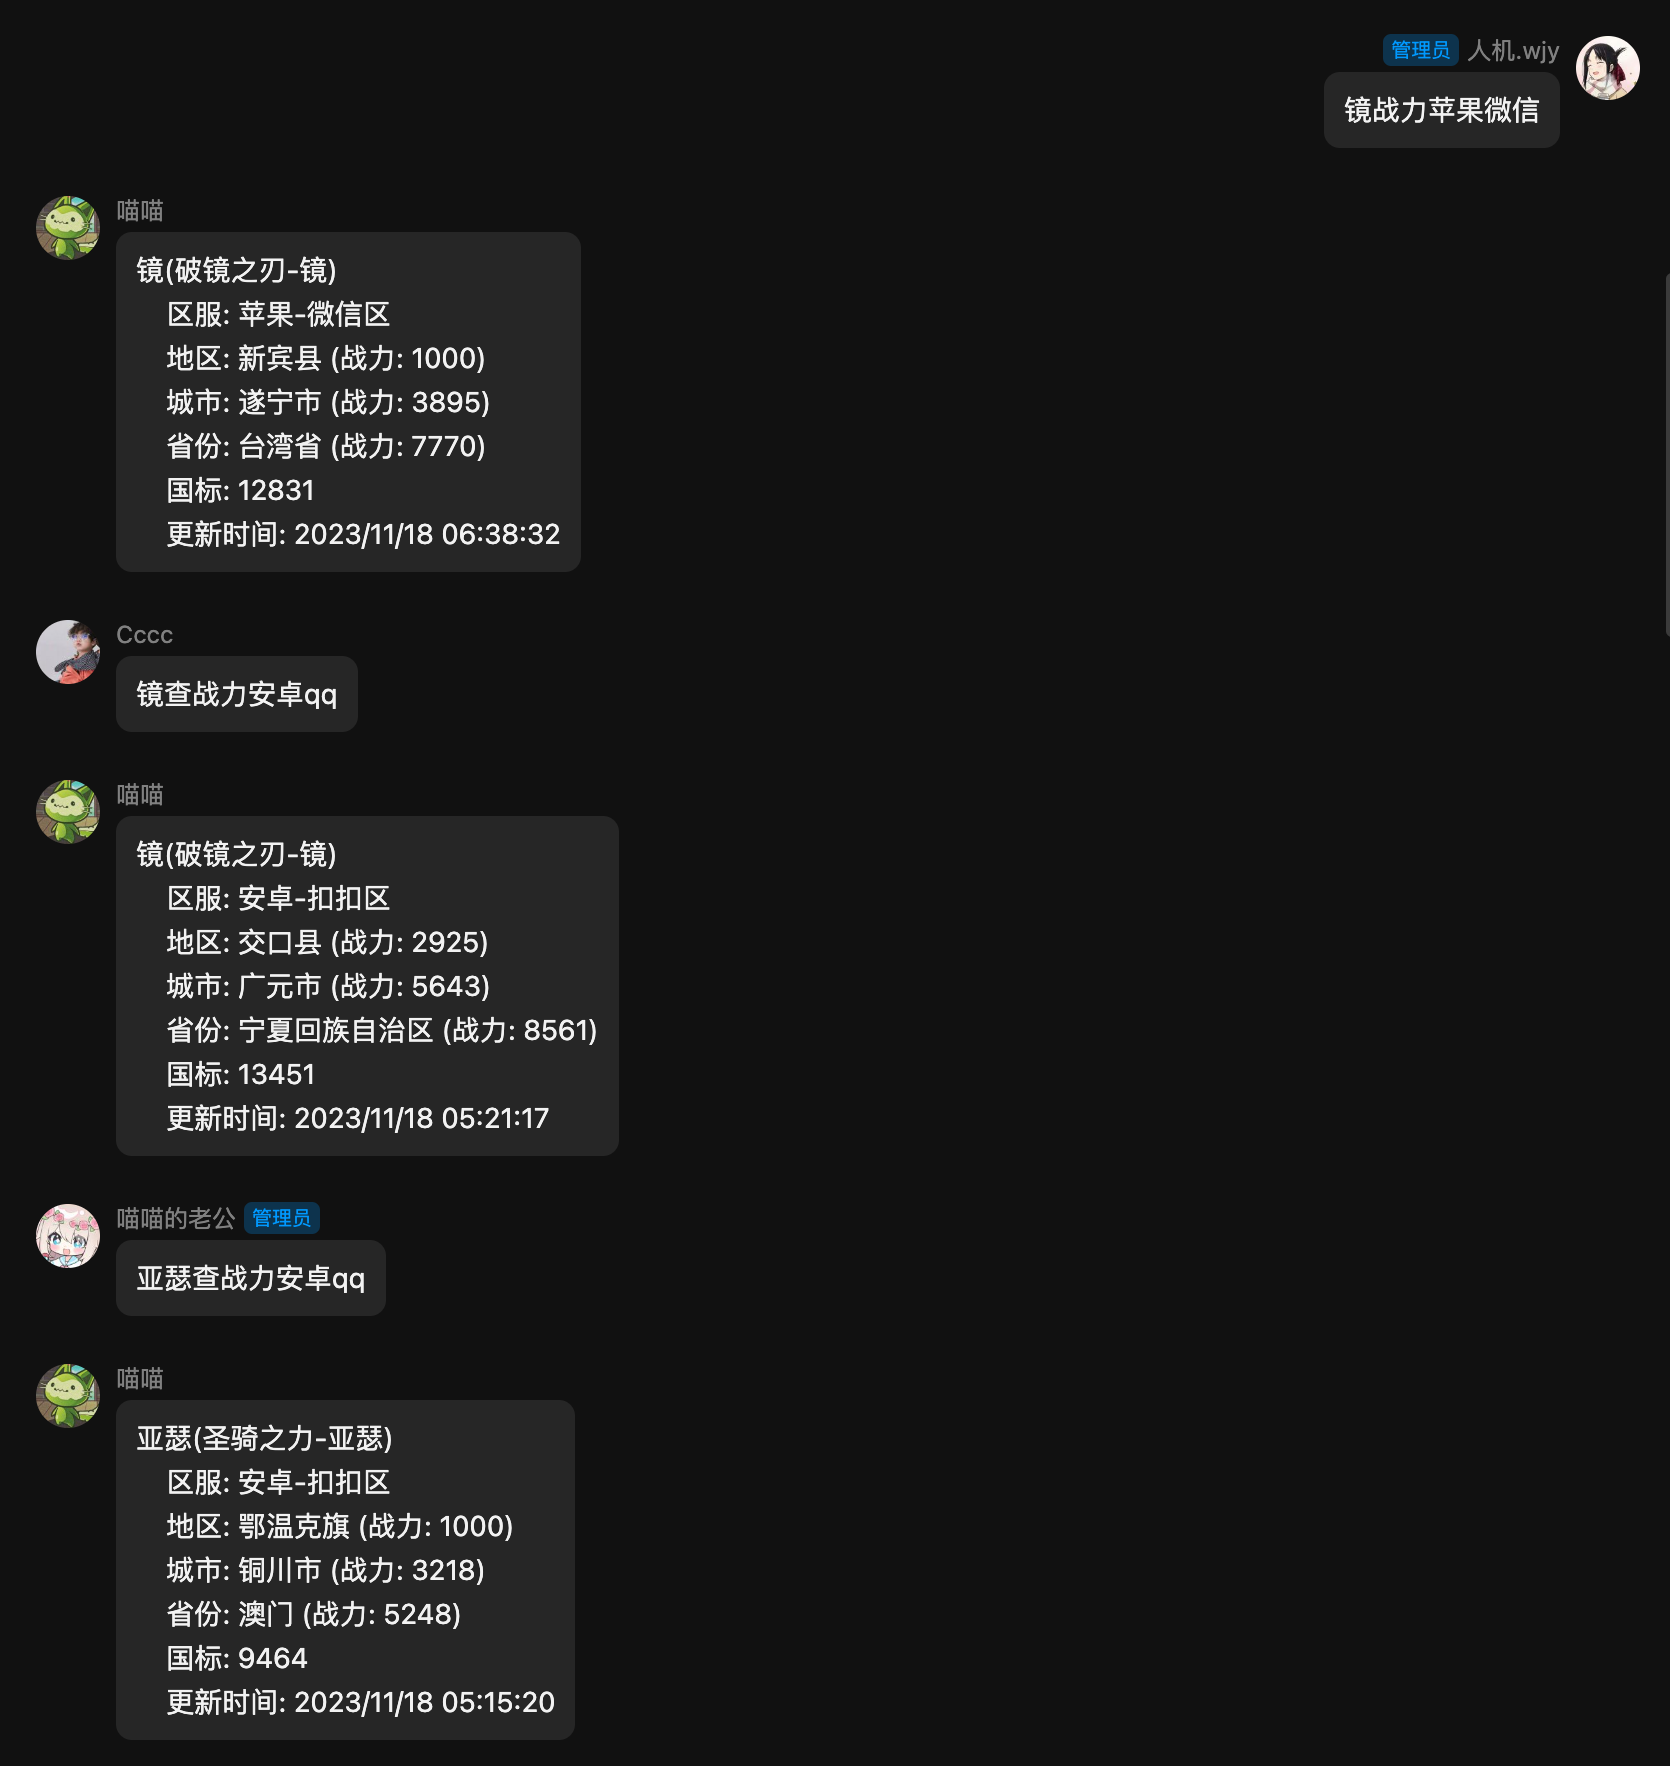 管理员 人机.wjy
镜战力苹果微信
喵喵
镜(破镜之刃-镜)
区服: 苹果-微信区
地区: 新宾县 (战力: 1000)
城市: 遂宁市 (战力: 3895)
省份: 台湾省 (战力: 7770)
国标: 12831
更新时间: 2023/11/18 06:38:32
Cccc
镜查战力安卓qq
喵喵
镜(破镜之刃-镜)
区服: 安卓-扣扣区
地区: 交口县 (战力: 2925)
城市: 广元市 (战力: 5643)
省份: 宁夏回族自治区 (战力: 8561)
国标: 13451
更新时间: 2023/11/18 05:21:17
喵喵的老公 管理员
亚瑟查战力安卓qq
喵喵
亚瑟(圣骑之力-亚瑟)
区服: 安卓-扣扣区
地区: 鄂温克旗 (战力: 1000)
城市: 铜川市 (战力: 3218)
省份: 澳门 (战力: 5248)
国标: 9464
更新时间: 2023/11/18 05:15:20